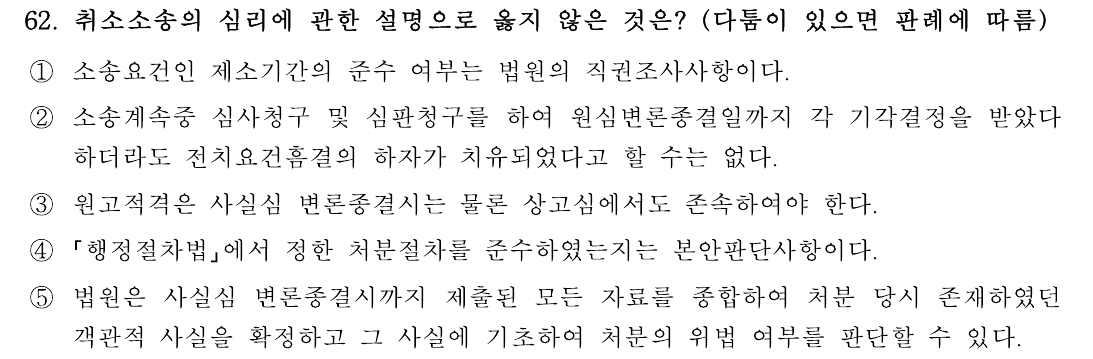 62. 취소소송의 심리에 관한 설명으로 옳지 않은 것은? (다툼이 있으면 판례에 따름)
① 소송요건인 제소기간의 준수 여부는 법원의 직권조사사항이다.
② 소송계속중 심사청구 및 심판청구를 하여 원심변론종결일까지 각 기각결정을 받았다
하더라도 전치요건흠결의 하자가 치유되었다고 할 수는 없다.
③ 원고적격은 사실심 변론종결시는 물론 상고심에서도 존속하여야 한다.
④ 「행정절차법」에서 정한 처분절차를 준수하였는지는 본안판단사항이다.
⑤ 법원은 사실심 변론종결시까지 제출된 모든 자료를 종합하여 처분 당시 존재하였던
객관적 사실을 확정하고 그 사실에 기초하여 처분의 위법 여부를 판단할 수 있다.